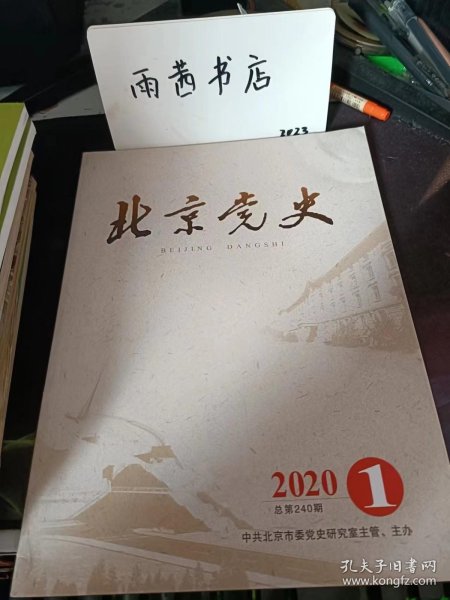 雨茜书店
2023
北京党史
BEIJING DANGSHI
2020 1
总第240期
中共北京市委党史研究室主管、主办
孔夫子旧书网
www.kongfz.com